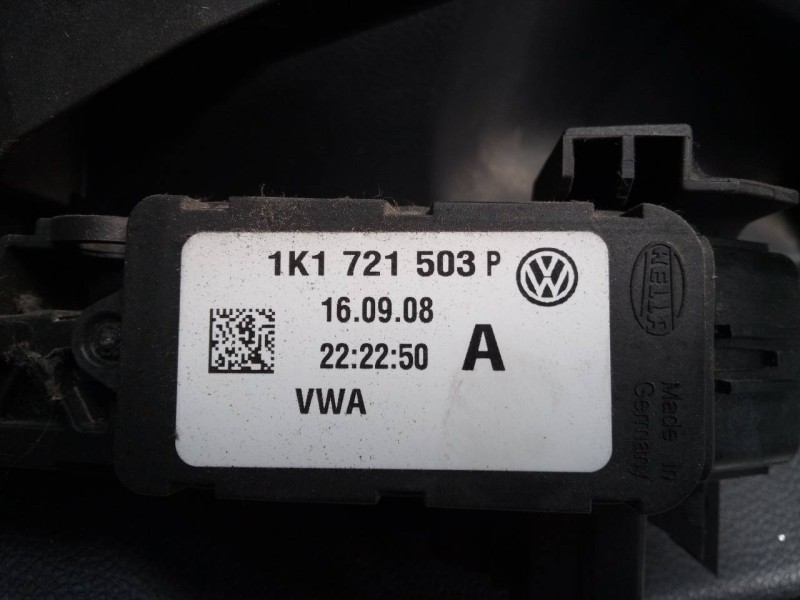 1K1 721 503 P
16.09.08
22:22:50 A
VWA
HELLA
Made in
Germany